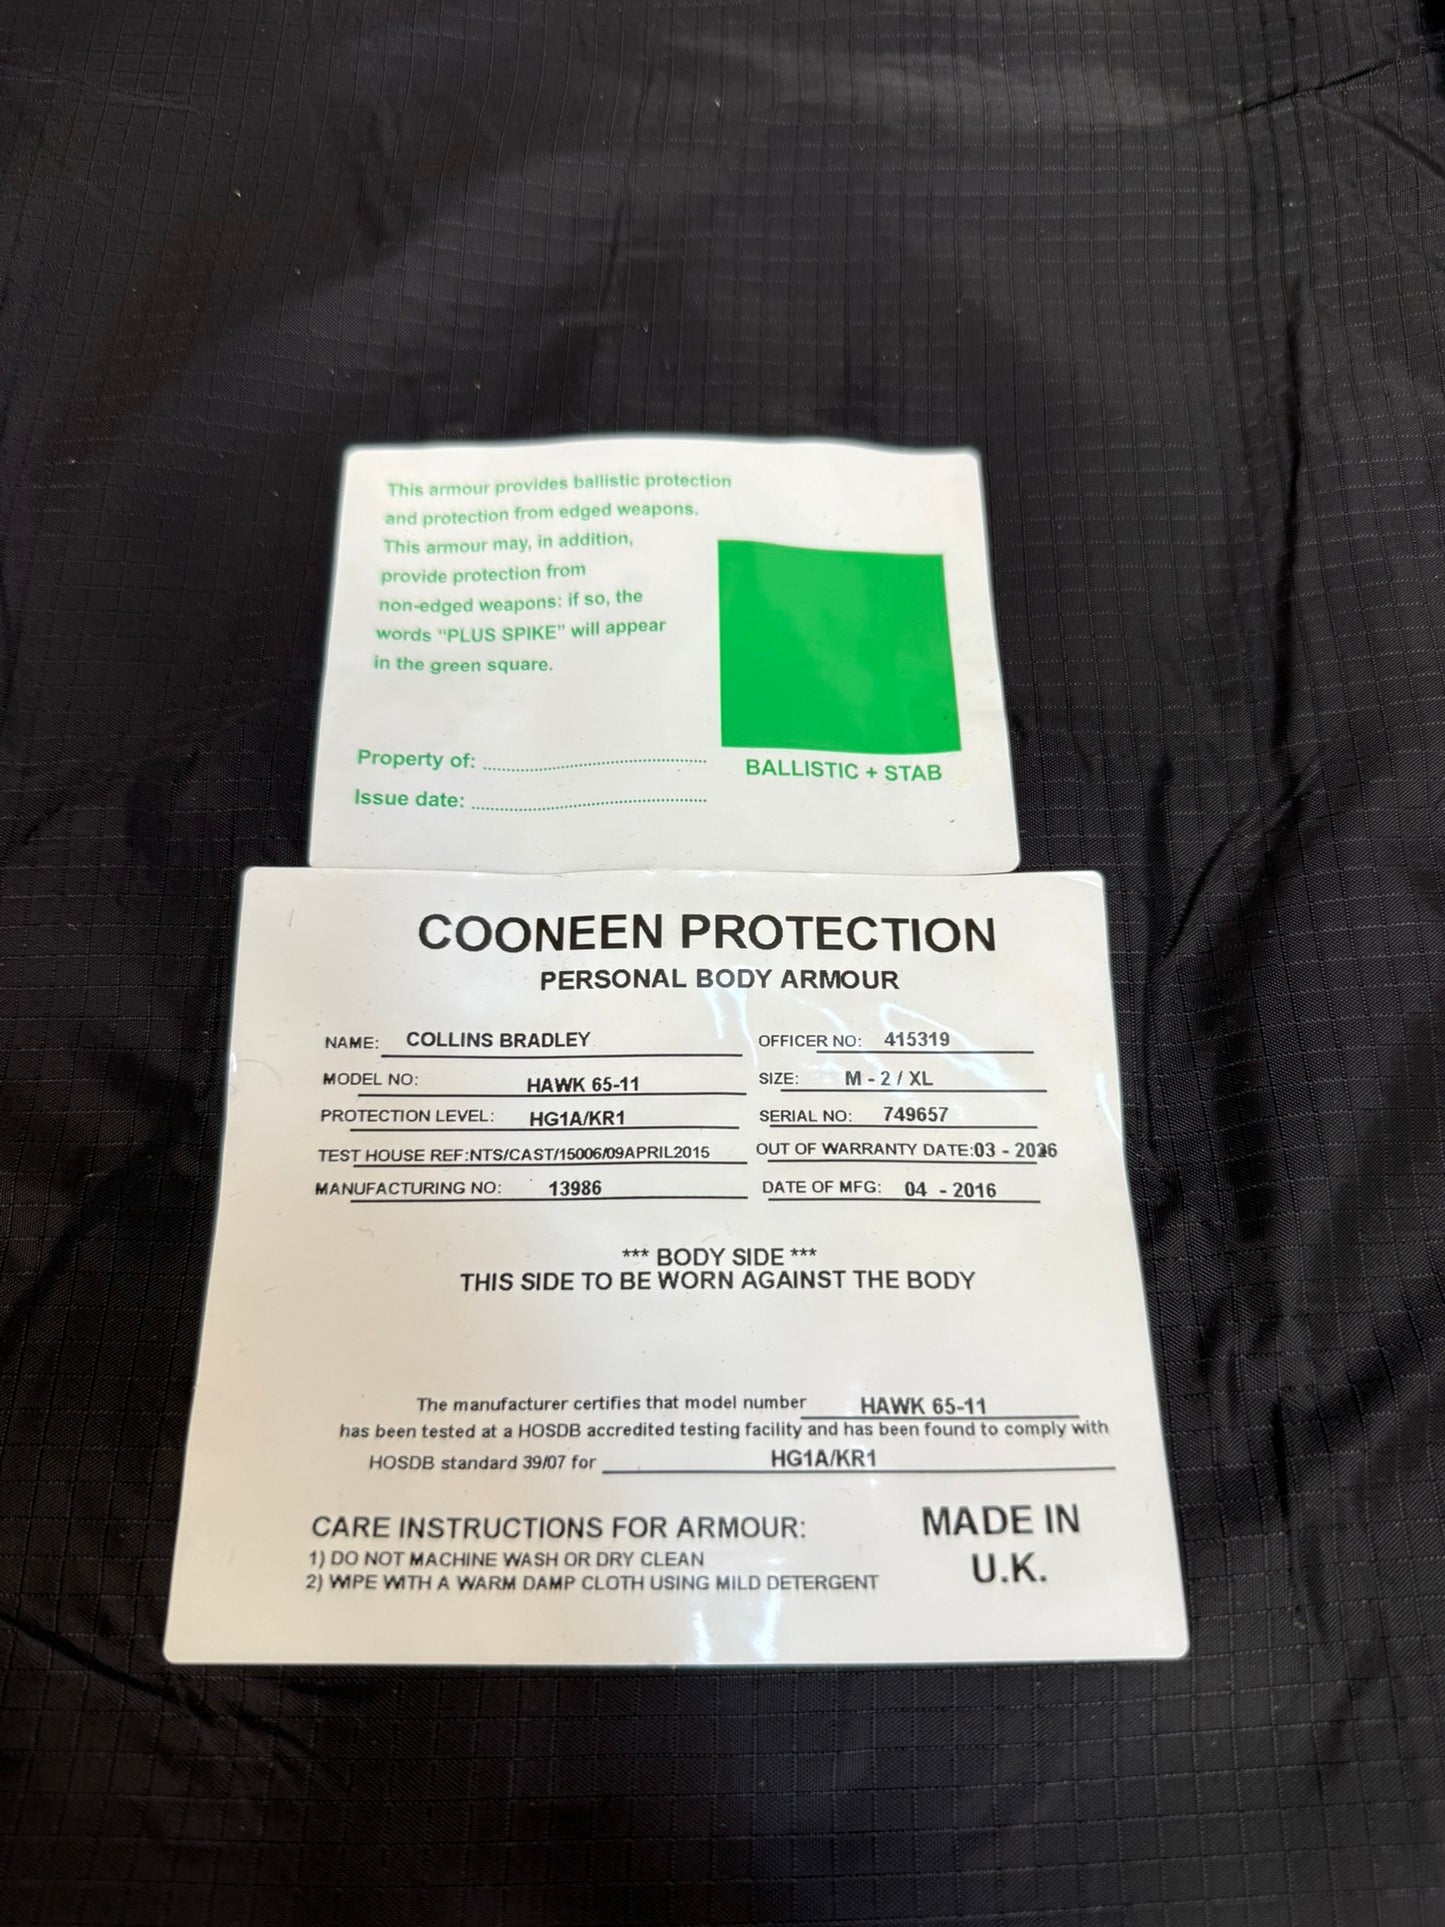 This armour provides ballistic protection
and protection from edged weapons.
This armour may, in addition,
provide protection from
non-edged weapons: if so, the
words “PLUS SPIKE” will appear
in the green square.
Property of:
Issue date:
BALLISTIC + STAB
COONEEN PROTECTION
PERSONAL BODY ARMOUR
NAME: COLLINS BRADLEY OFFICER NO: 415319
MODEL NO: HAWK 65-11 SIZE: M - 2 / XL
PROTECTION LEVEL: HG1A/KR1 SERIAL NO: 749657
TEST HOUSE REF:NTS/CAST/15006/09APRIL2015 OUT OF WARRANTY DATE:03 - 2026
MANUFACTURING NO: 13986 DATE OF MFG: 04 - 2016
*** BODY SIDE ***
THIS SIDE TO BE WORN AGAINST THE BODY
The manufacturer certifies that model number HAWK 65-11
has been tested at a HOSDB accredited testing facility and has been found to comply with
HOSDB standard 39/07 for HG1A/KR1
CARE INSTRUCTIONS FOR ARMOUR:
1) DO NOT MACHINE WASH OR DRY CLEAN
2) WIPE WITH A WARM DAMP CLOTH USING MILD DETERGENT
MADE IN
U.K.